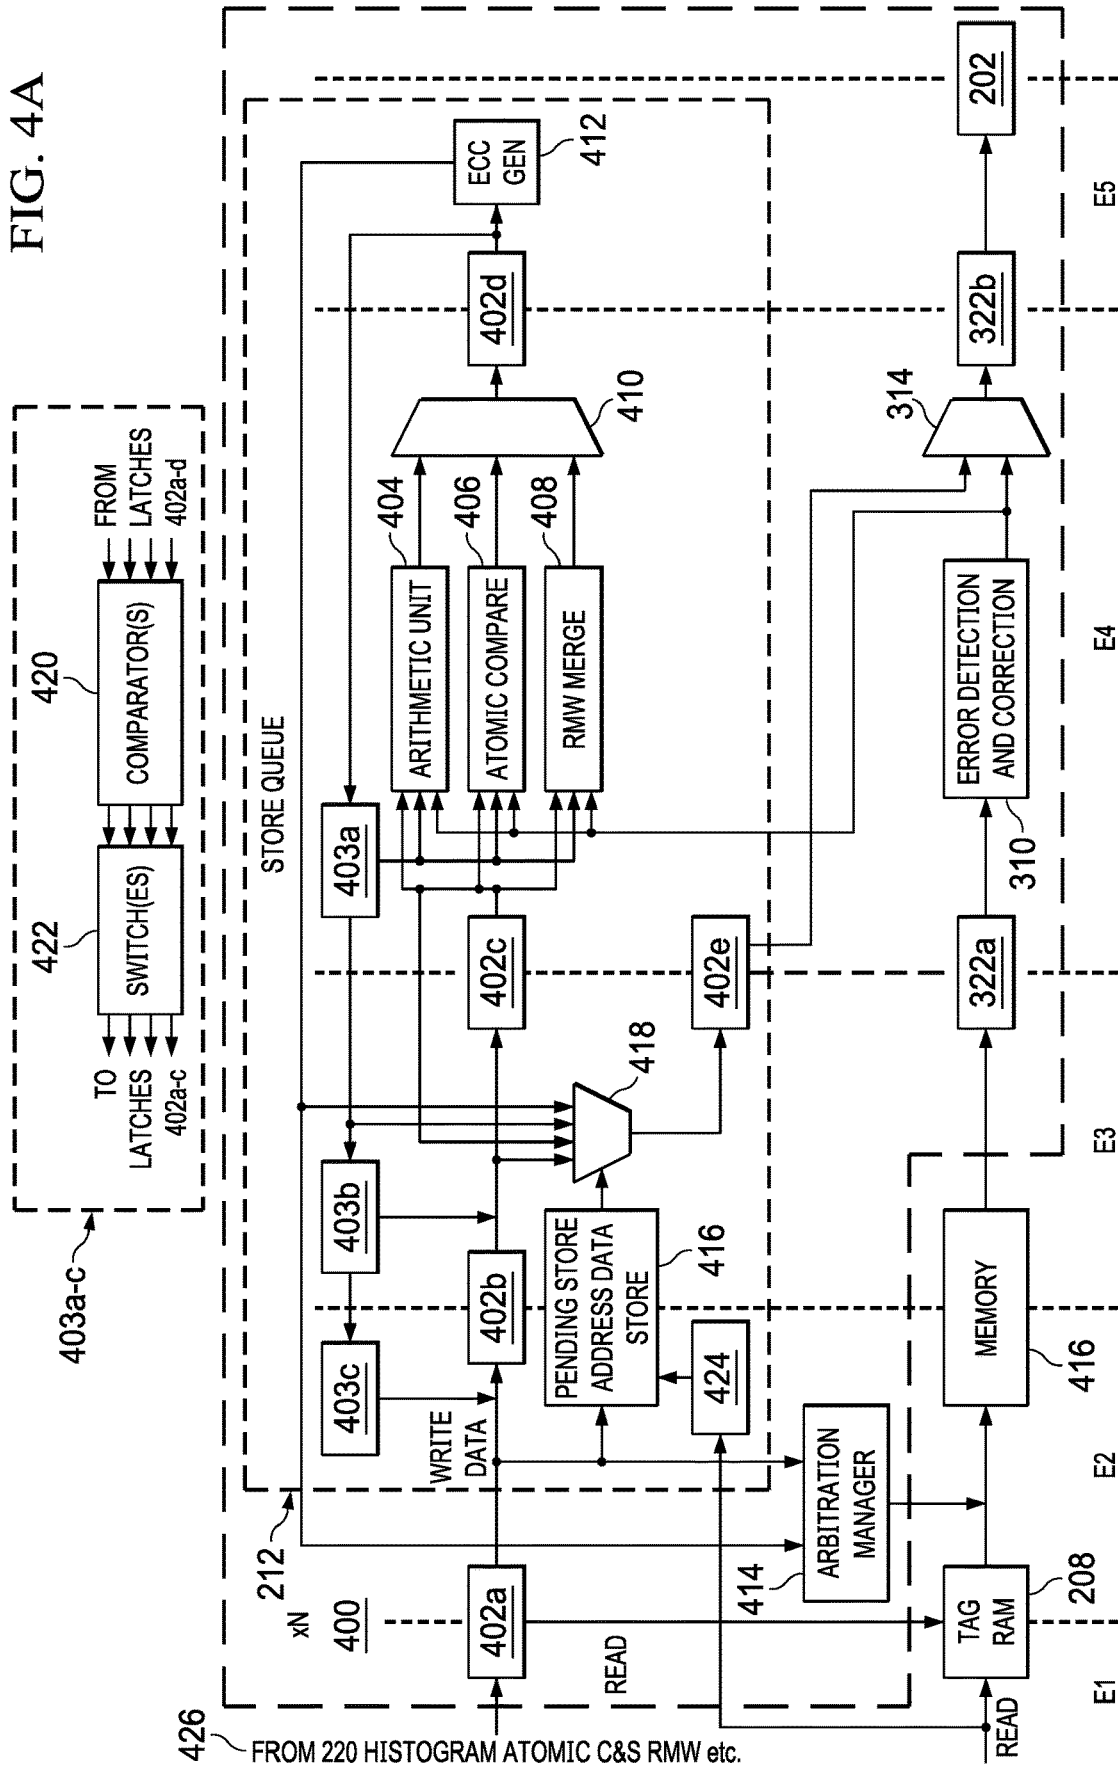 FIG. 4A
403a-c
TO
LATCHES
402a-c
422
SWITCH(ES)
420
COMPARATOR(S)
FROM
LATCHES
402a-d
xN
400
212
STORE QUEUE
403c
403b
403a
ECC
GEN
412
426
FROM 220 HISTOGRAM ATOMIC C&S RMW etc.
402a
WRITE
DATA
402b
402c
404
ARITHMETIC UNIT
406
ATOMIC COMPARE
408
RMW MERGE
410
402d
READ
PENDING STORE
ADDRESS DATA
STORE
416
418
424
402e
414
ARBITRATION
MANAGER
READ
TAG
RAM
208
MEMORY
416
322a
ERROR DETECTION
AND CORRECTION
310
314
322b
202
E1
E2
E3
E4
E5